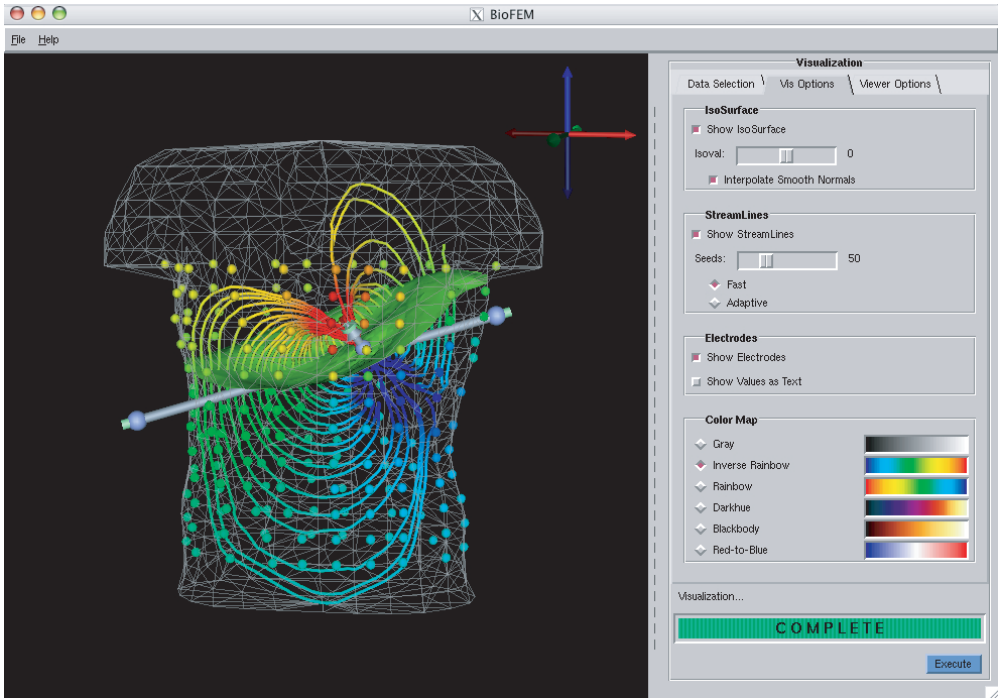 BioFEM
File Help
Visualization
Data Selection Vis Options Viewer Options
IsoSurface
Show IsoSurface
Isoval: 0
Interpolate Smooth Normals
StreamLines
Show StreamLines
Seeds: 50
Fast
Adaptive
Electrodes
Show Electrodes
Show Values as Text
Color Map
Gray
Inverse Rainbow
Rainbow
Darkhue
Blackbody
Red-to-Blue
Visualization...
COMPLETE
Execute